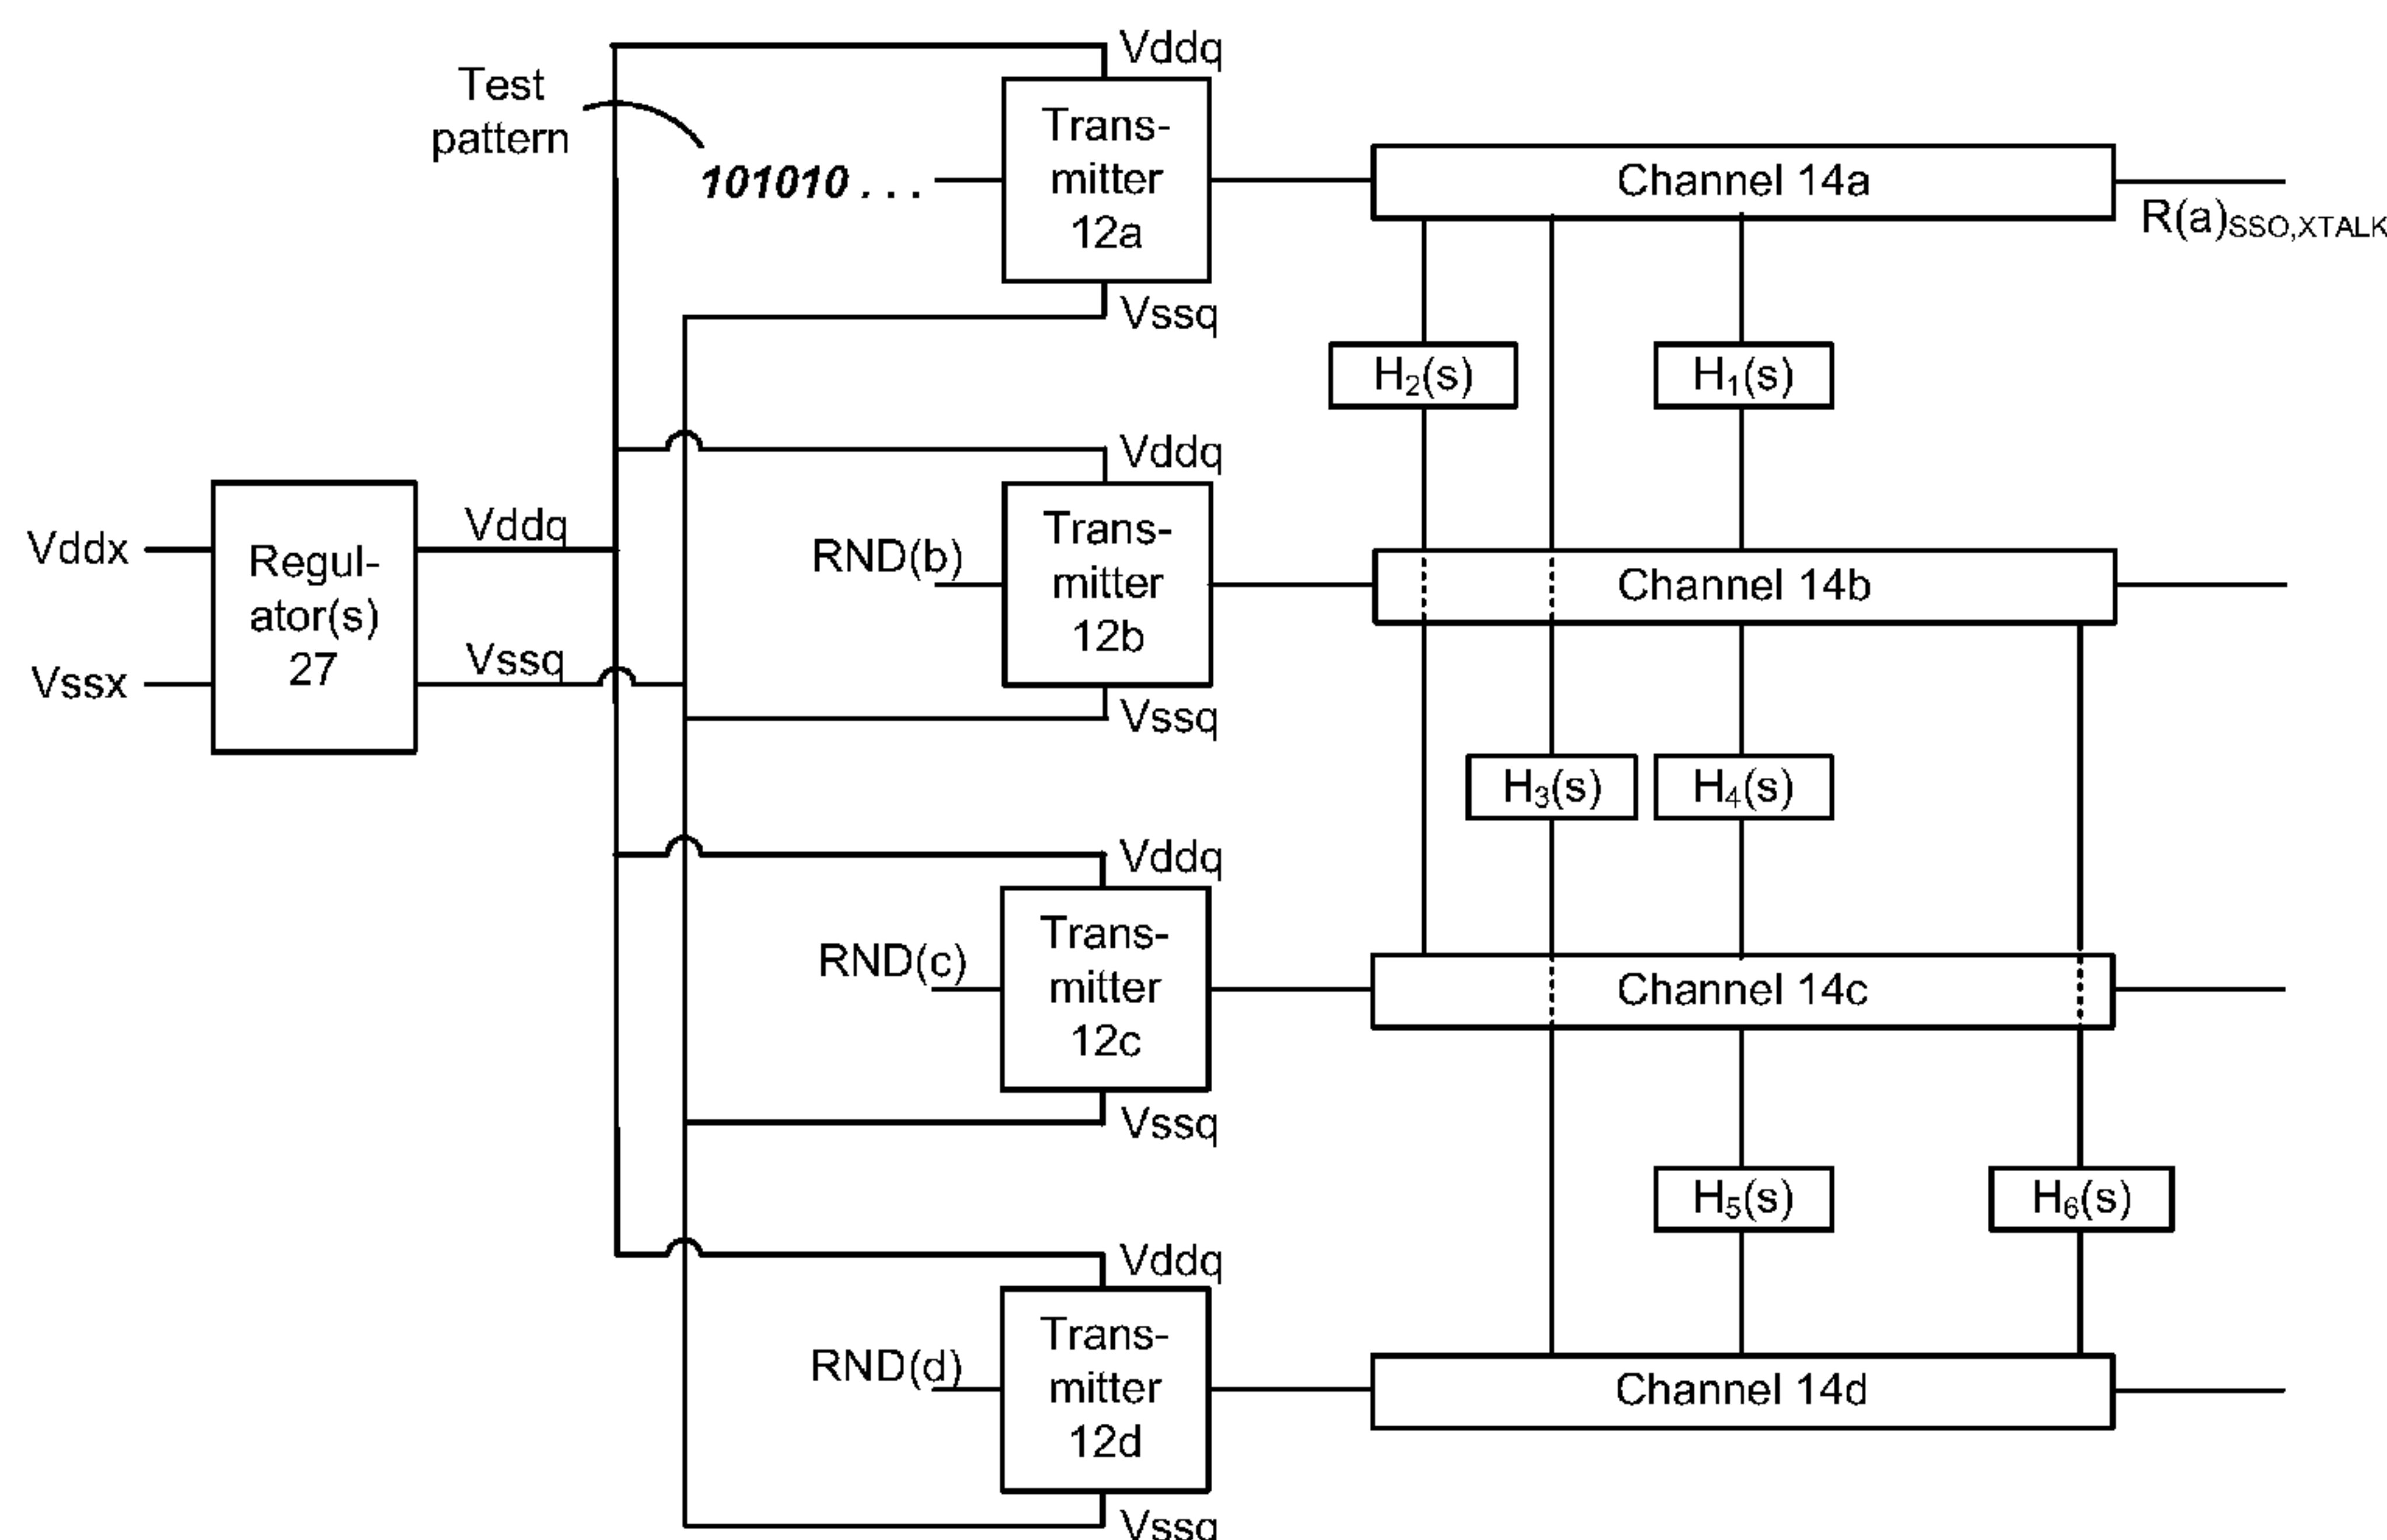 Vddq
Test
pattern
Trans-
mitter
12a
101010 . . .
Channel 14a
R(a)SSO,XTALK
Vssq
H2(s)
H1(s)
Vddq
Vddx
Regul-
ator(s)
27
Vssx
Vddq
Vssq
RND(b)
Trans-
mitter
12b
Channel 14b
Vssq
H3(s)
H4(s)
Vddq
RND(c)
Trans-
mitter
12c
Channel 14c
Vssq
H5(s)
H6(s)
Vddq
RND(d)
Trans-
mitter
12d
Channel 14d
Vssq